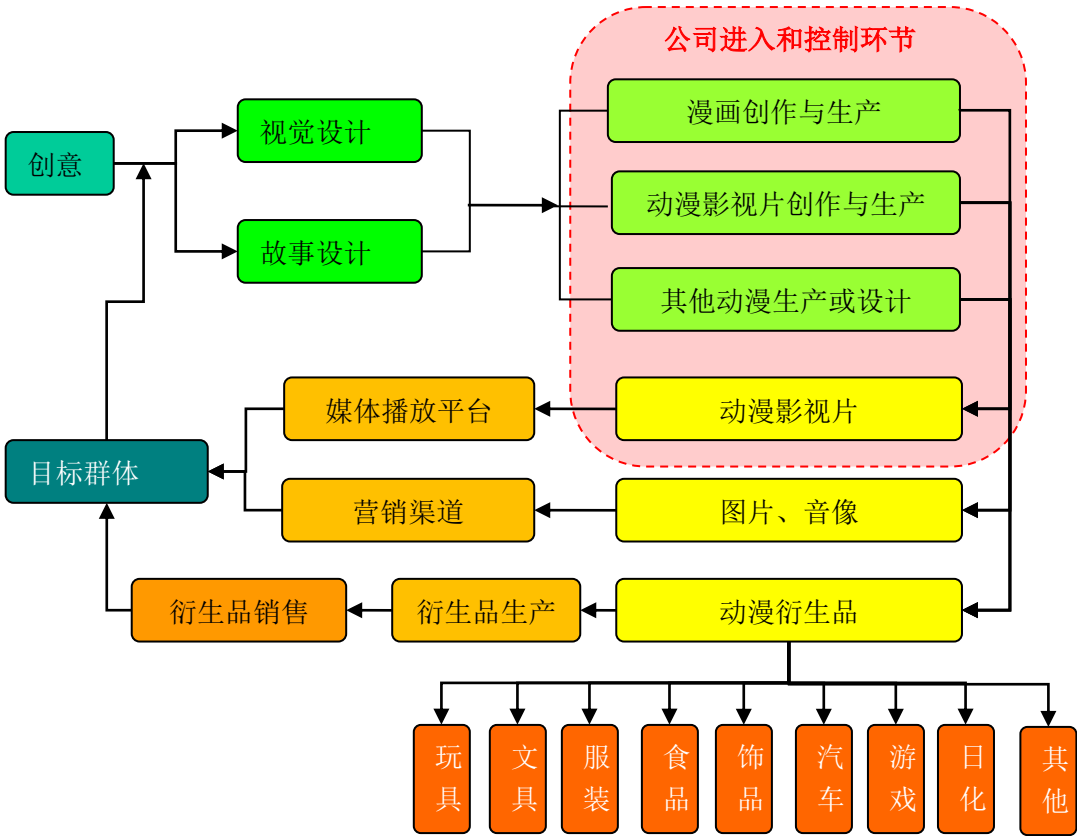 公司进入和控制环节
创意
视觉设计
故事设计
漫画创作与生产
动漫影视片创作与生产
其他动漫生产或设计
媒体播放平台
动漫影视片
目标群体
营销渠道
图片、音像
衍生品销售
衍生品生产
动漫衍生品
玩具
文具
服装
食品
饰品
汽车
游戏
日化
其他